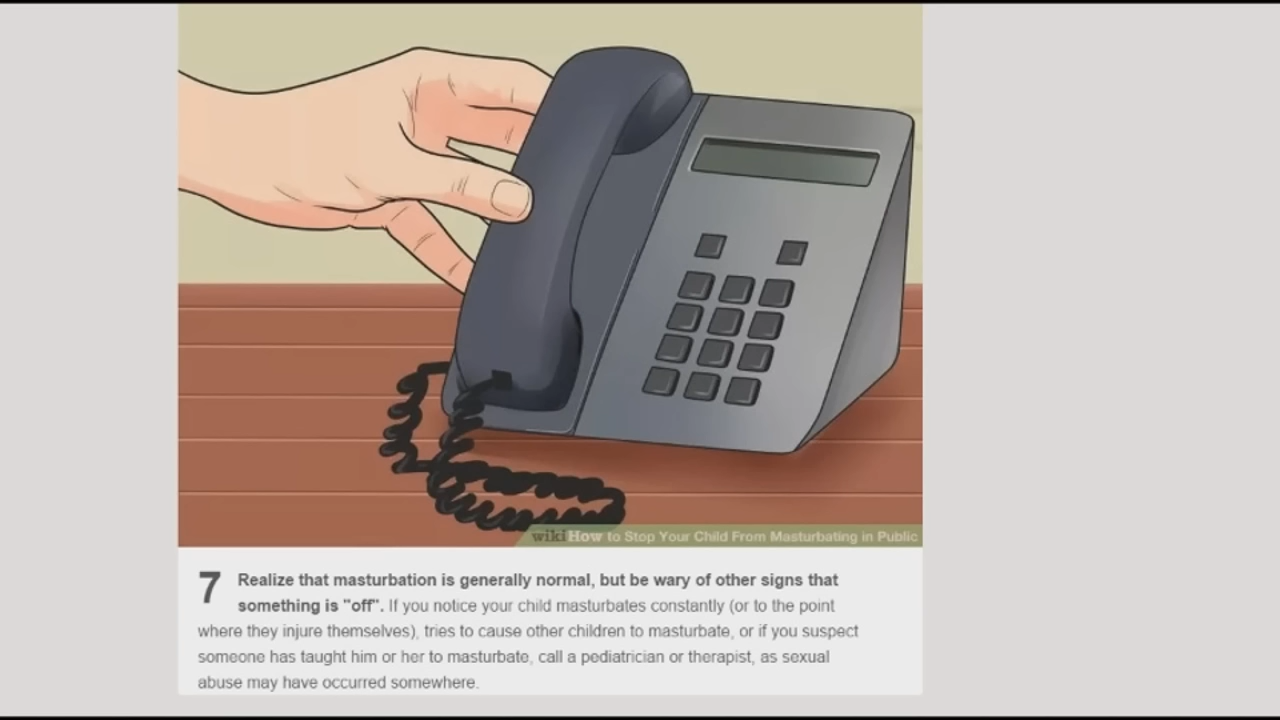 wikiHow to Stop Your Child From Masturbating in Public
7 Realize that masturbation is generally normal, but be wary of other signs that
something is "off". If you notice your child masturbates constantly (or to the point
where they injure themselves), tries to cause other children to masturbate, or if you suspect
someone has taught him or her to masturbate, call a pediatrician or therapist, as sexual
abuse may have occurred somewhere.